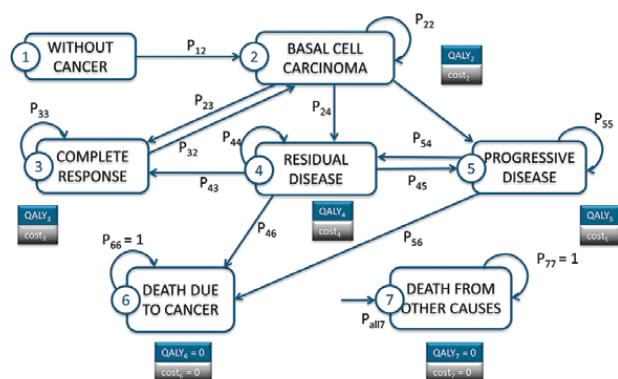 1
WITHOUT
CANCER
P12
2
BASAL CELL
CARCINOMA
P22
QALY2
cost2
P33
P23
P32
P24
P44
P54
P55
3
COMPLETE
RESPONSE
P43
4
RESIDUAL
DISEASE
P45
5
PROGRESSIVE
DISEASE
QALY3
cost3
QALY4
cost4
QALY5
cost5
P46
P56
P66 = 1
P77 = 1
6
DEATH DUE
TO CANCER
7
DEATH FROM
OTHER CAUSES
Pall7
QALY6 = 0
cost6 = 0
QALY7 = 0
cost7 = 0